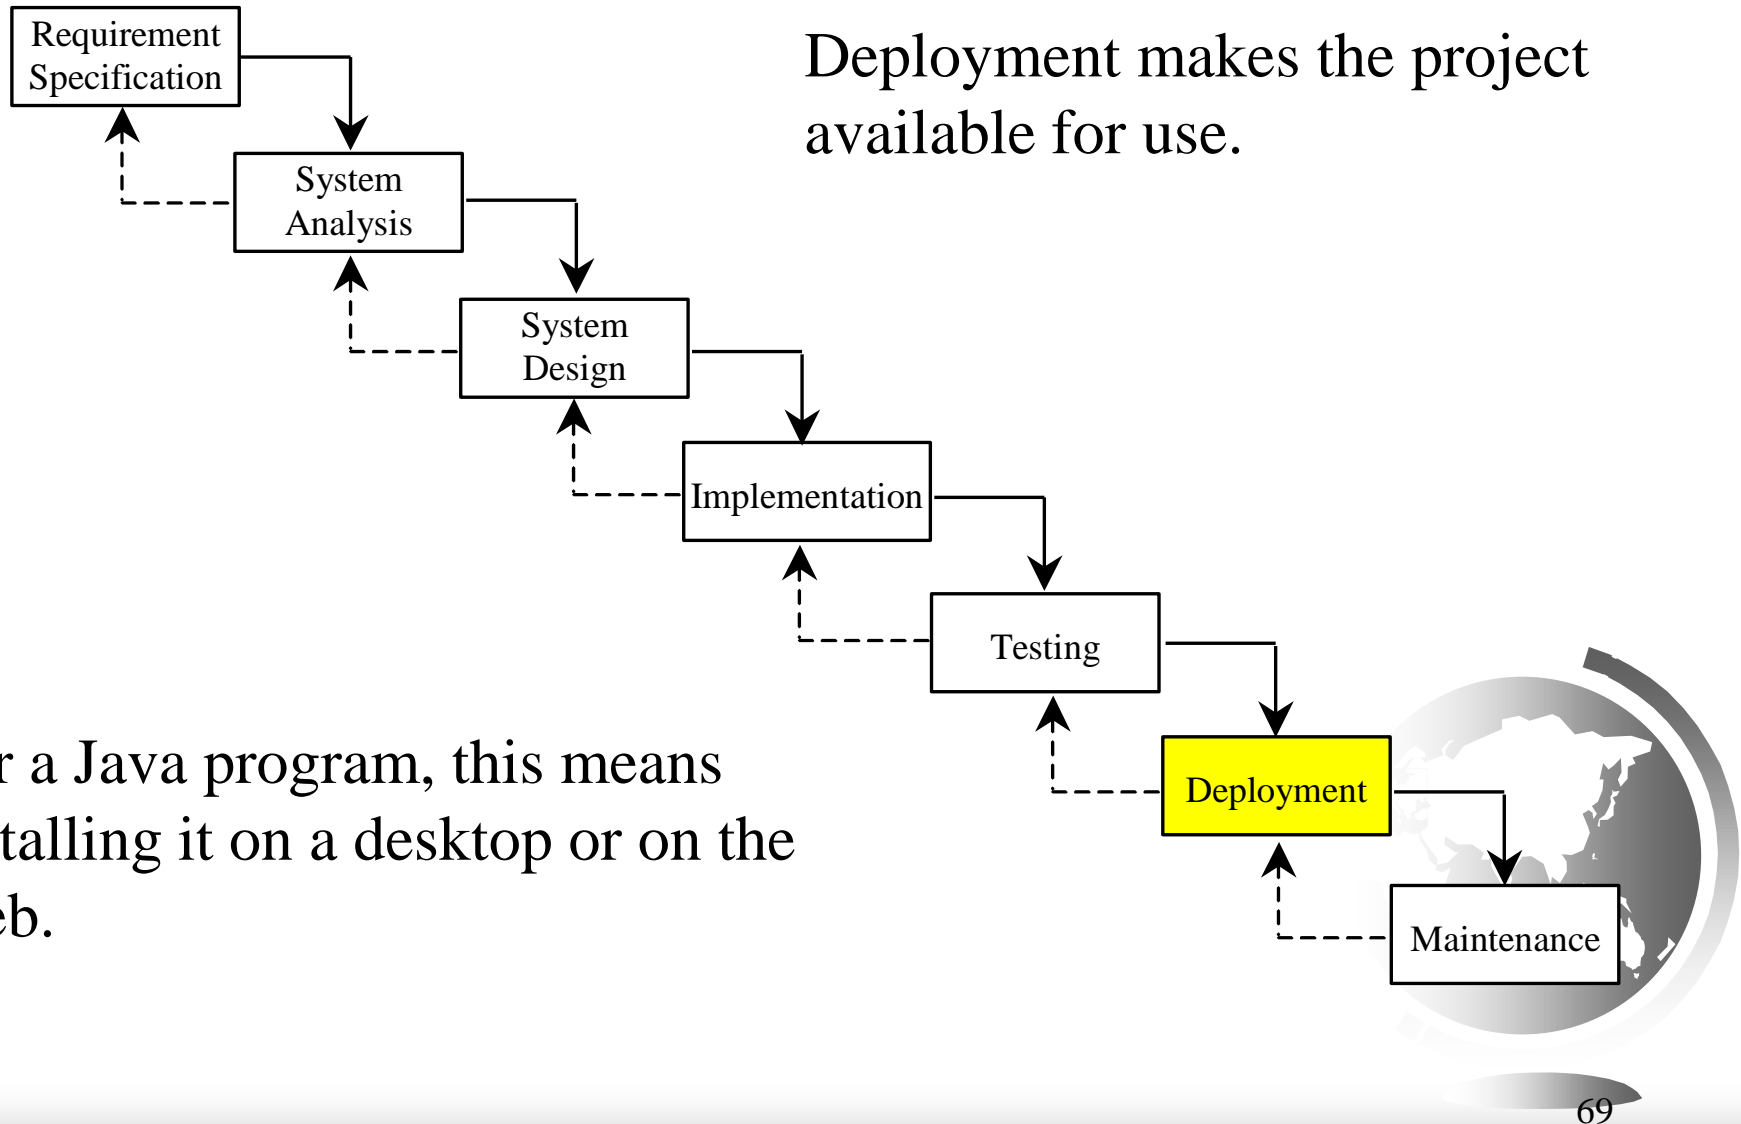 Requirement
Specification
Deployment makes the project
available for use.
System
Analysis
System
Design
Implementation
Testing
r a Java program, this means
Deployment
talling it on a desktop or on the
eb.
Maintenance
69